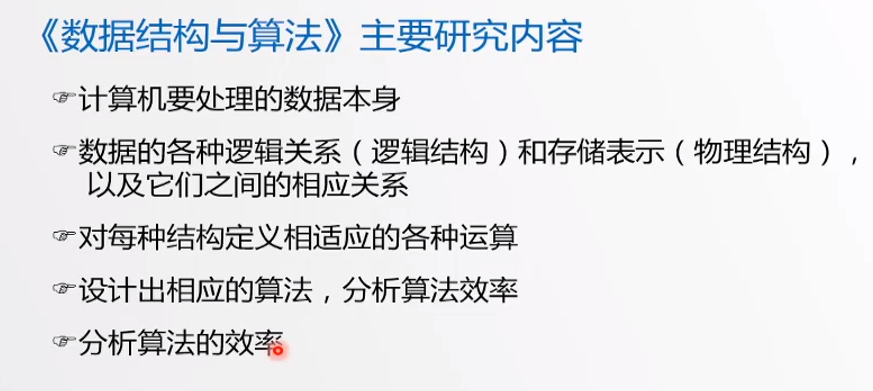 《数据结构与算法》主要研究内容
☞计算机要处理的数据本身
☞数据的各种逻辑关系（逻辑结构）和存储表示（物理结构），
以及它们之间的相应关系
☞对每种结构定义相适应的各种运算
☞设计出相应的算法，分析算法效率
☞分析算法的效率